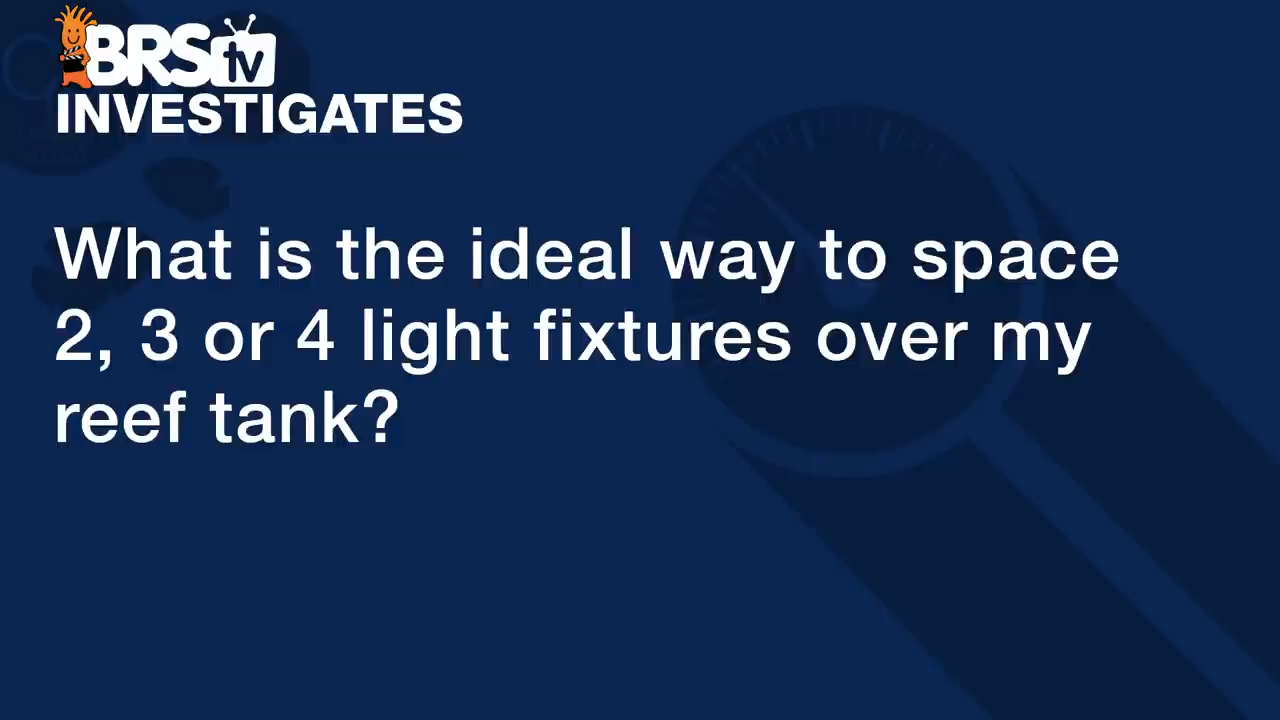 BRStv
INVESTIGATES
What is the ideal way to space
2, 3 or 4 light fixtures over my
reef tank?